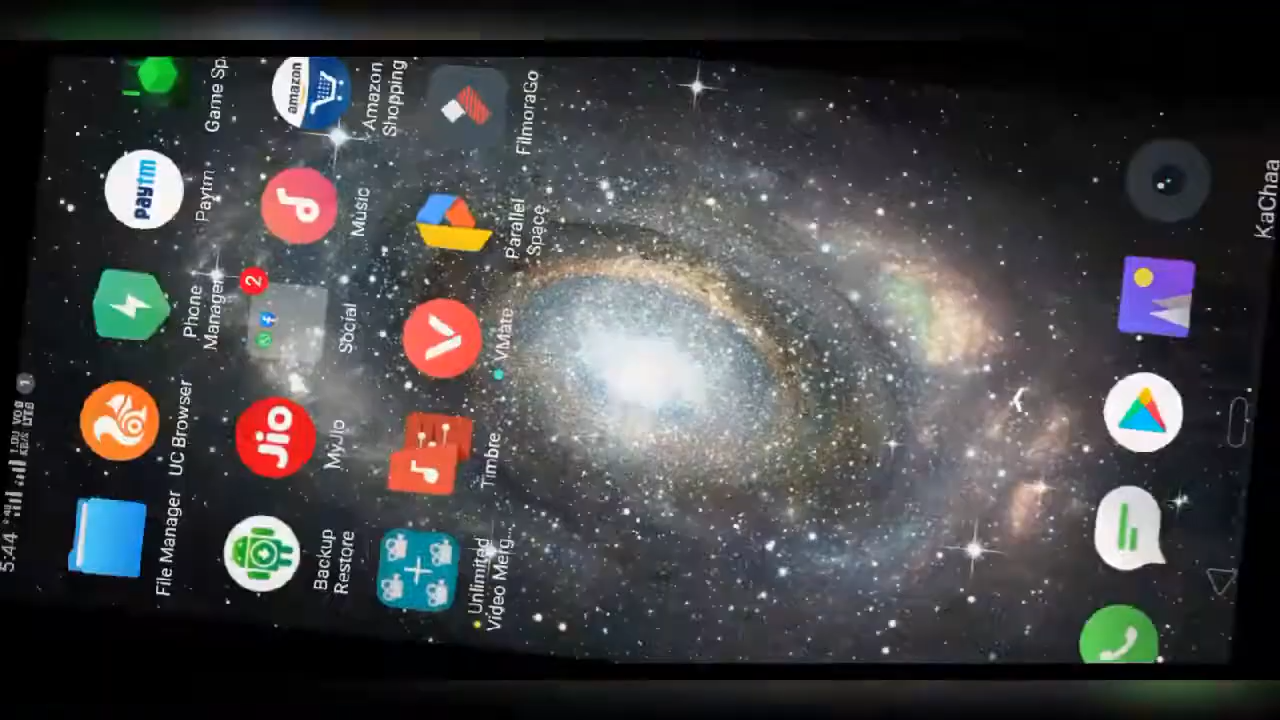 5:44
File Manager
UC Browser
Phone
Manager
paytm
Paytm
Game Sp
Backup
Restore
Jio
MyJio
2
Social
Music
amazon
Amazon
Shopping
Unlimited
Video Merg...
Timbre
VMate
Parallel
Space
FilmoraGo
KaChaa